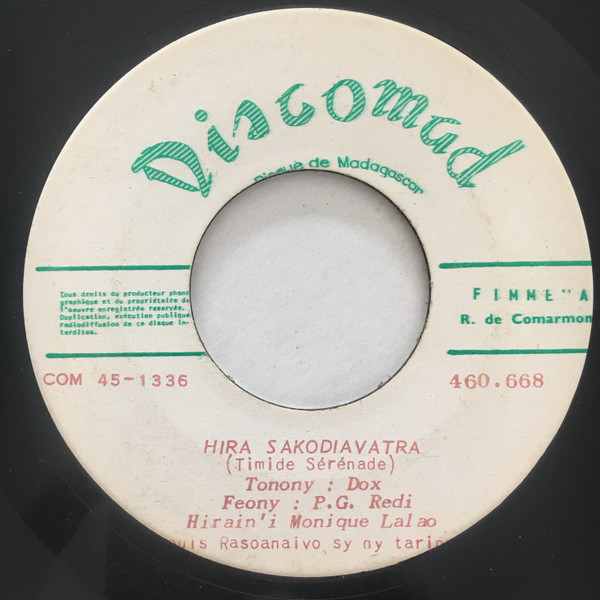 Discomad
Disque de Madagascar
Tous droits du producteur phono
graphique et du propriétaire de
l'oeuvre enregistrée reservés.
Duplication, exécution publique
radiodiffusion de ce disque in-
terdites.
FIMME
R. de Comarmon
COM 45-1336
460.668
HIRA SAKODIAVATRA
(Timide Sérénade)
Tonony : Dox
Feony : P.G. Redi
Hirain'i Monique Lalao
Rasoanaivo sy ny tarin